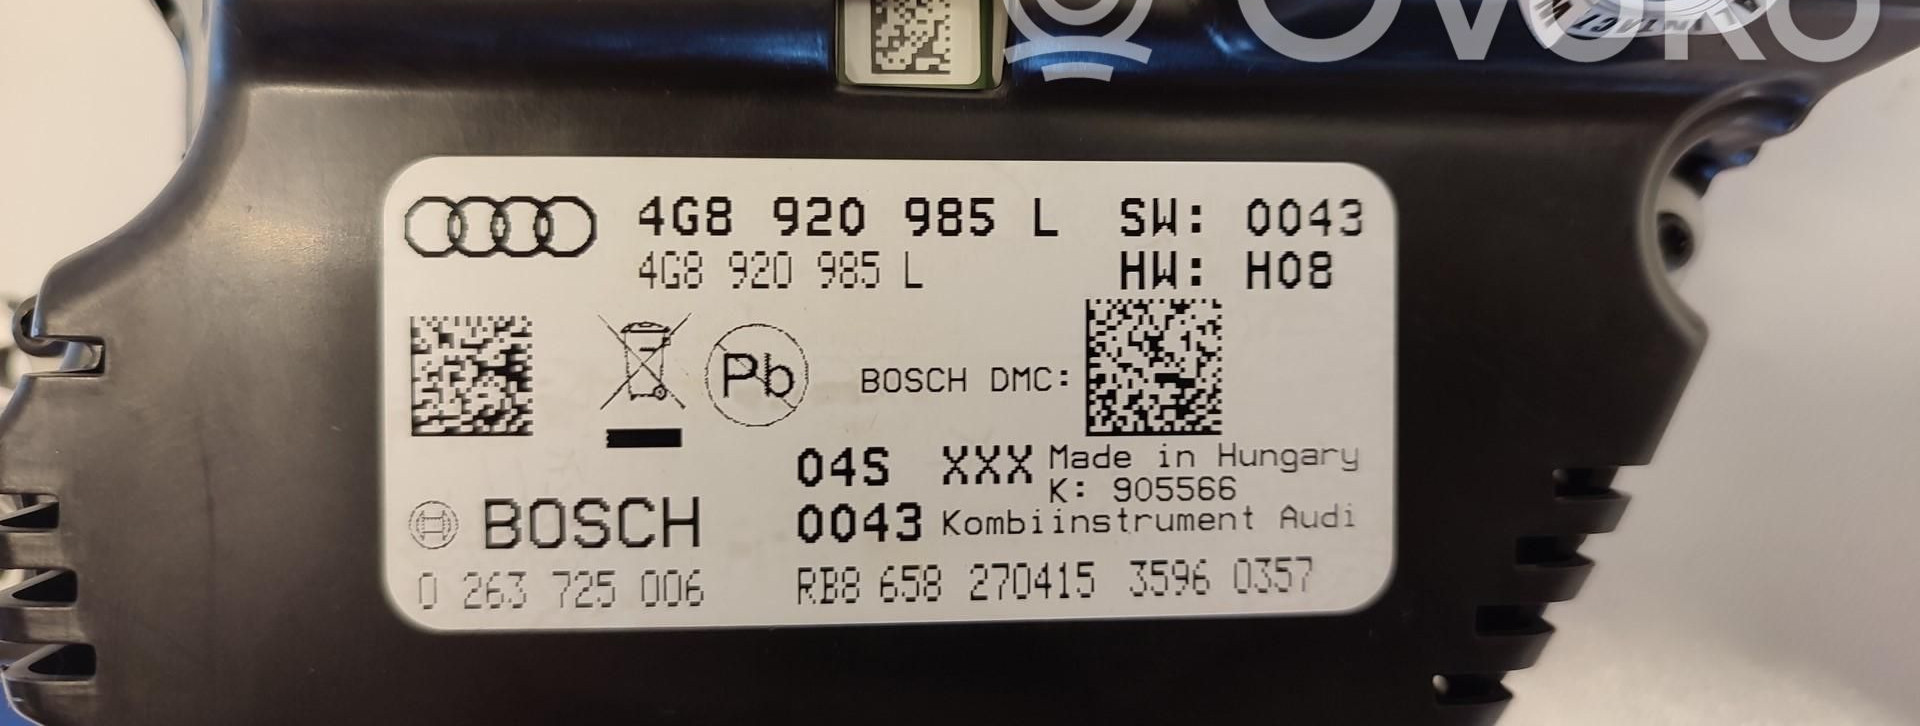 OVOKO
4G8 920 985 L SW: 0043
4G8 920 985 L HW: H08
Pb
BOSCH DMC:
04S XXX Made in Hungary
K: 905566
BOSCH 0043 Kombiinstrument Audi
0 263 725 006 RB8 658 270415 3596 0357